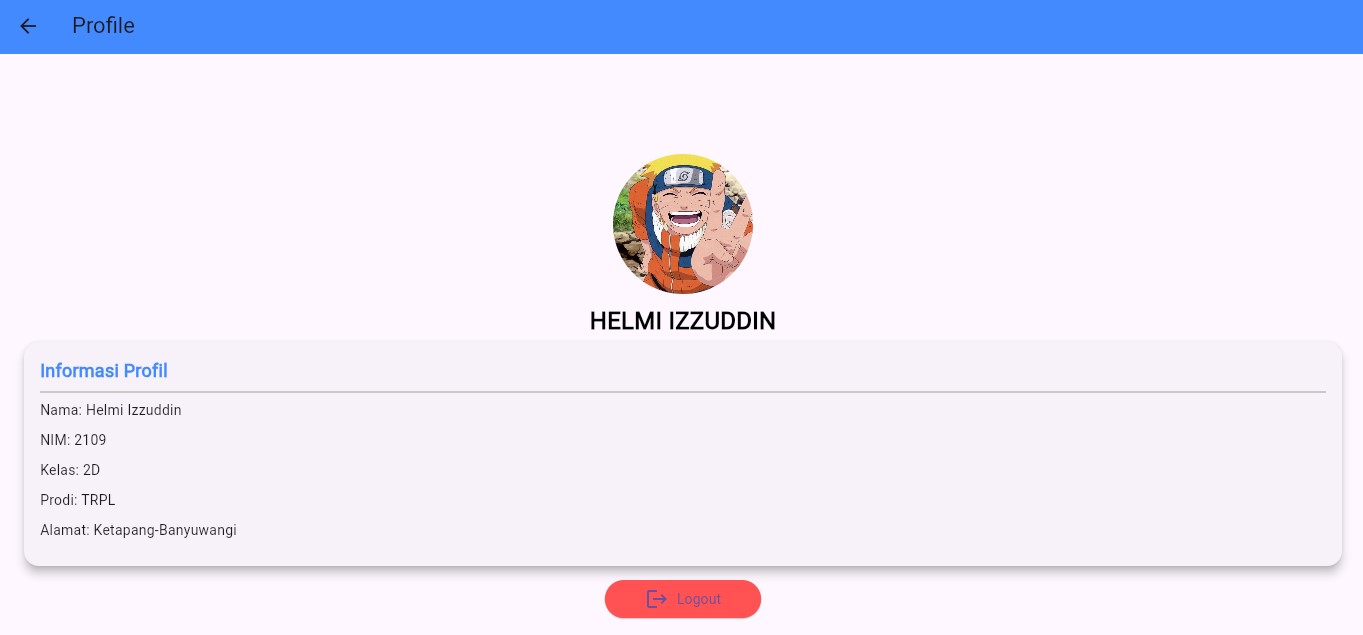 Profile
HELMI IZZUDDIN
Informasi Profil
Nama: Helmi Izzuddin
NIM: 2109
Kelas: 2D
Prodi: TRPL
Alamat: Ketapang-Banyuwangi
Logout